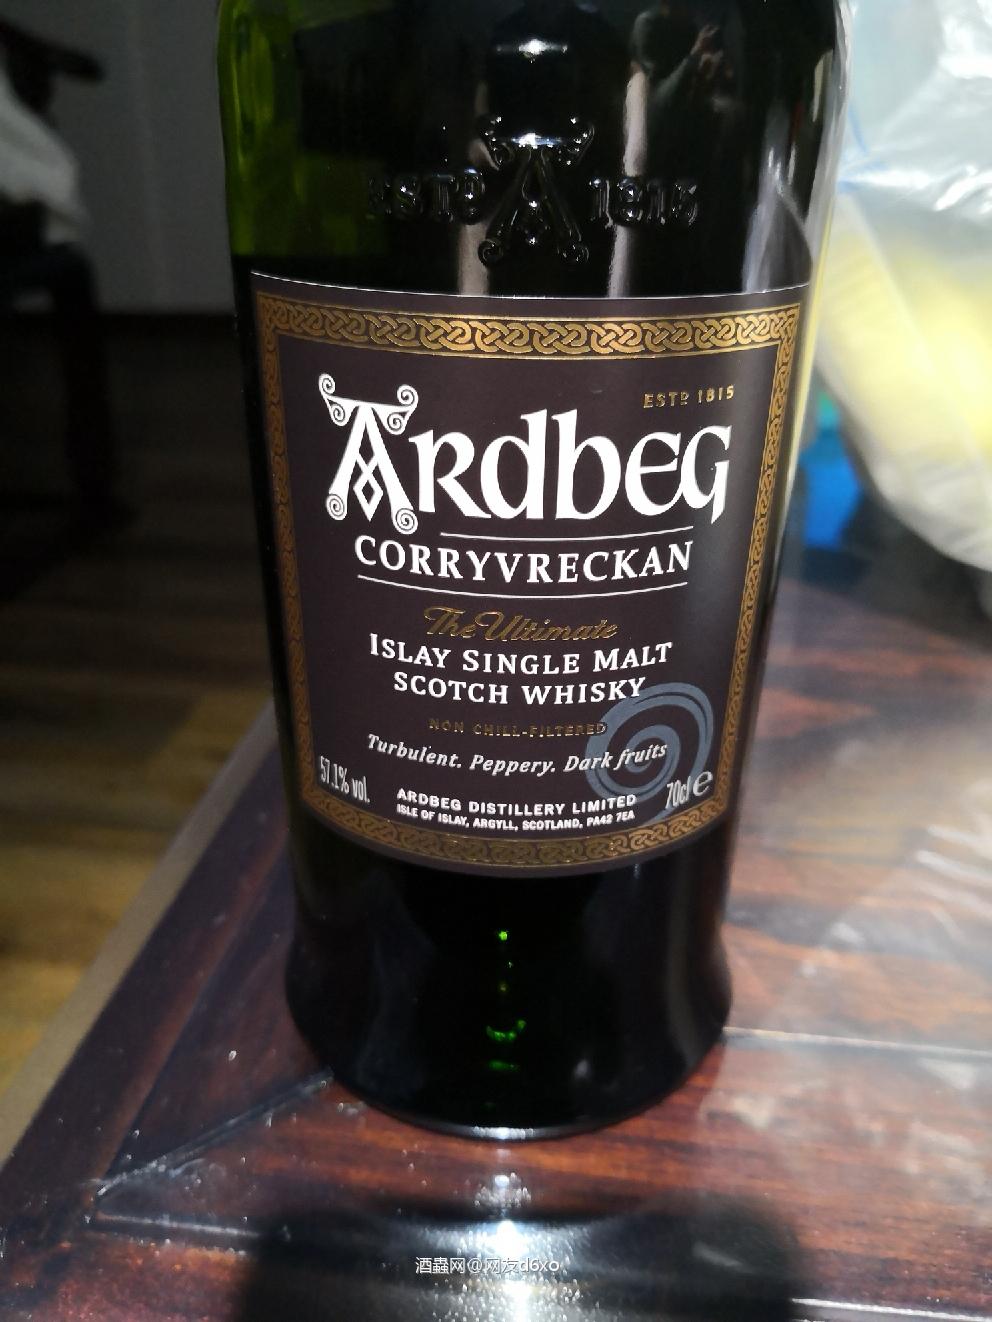 ESTD A 1815
ESTD 1815
ARdbEG
CORRYVRECKAN
The Ultimate
ISLAY SINGLE MALT
SCOTCH WHISKY
NON CHILL-FILTERED
Turbulent. Peppery. Dark fruits
57.1% vol.
ARDBEG DISTILLERY LIMITED
ISLE OF ISLAY, ARGYLL, SCOTLAND, PA42 7EA
70cl e
酒蟲网@网友d6xo